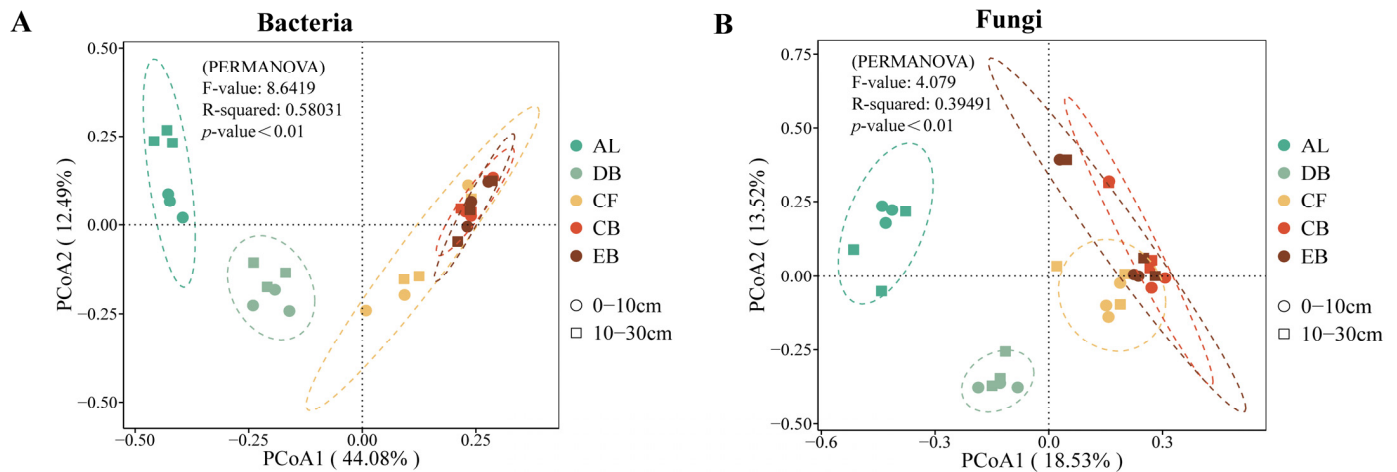 A
Bacteria
(PERMANOVA)
F-value: 8.6419
R-squared: 0.58031
p-value<0.01
0.50
0.25
0.00
−0.25
−0.50
PCoA2 ( 12.49% )
−0.50
−0.25
0.00
0.25
PCoA1 ( 44.08% )
AL
DB
CF
CB
EB
0−10cm
10−30cm
B
Fungi
(PERMANOVA)
F-value: 4.079
R-squared: 0.39491
p-value<0.01
0.75
0.50
0.25
0.00
−0.25
−0.50
PCoA2 ( 13.52% )
−0.6
−0.3
0.0
0.3
PCoA1 ( 18.53% )
AL
DB
CF
CB
EB
0−10cm
10−30cm